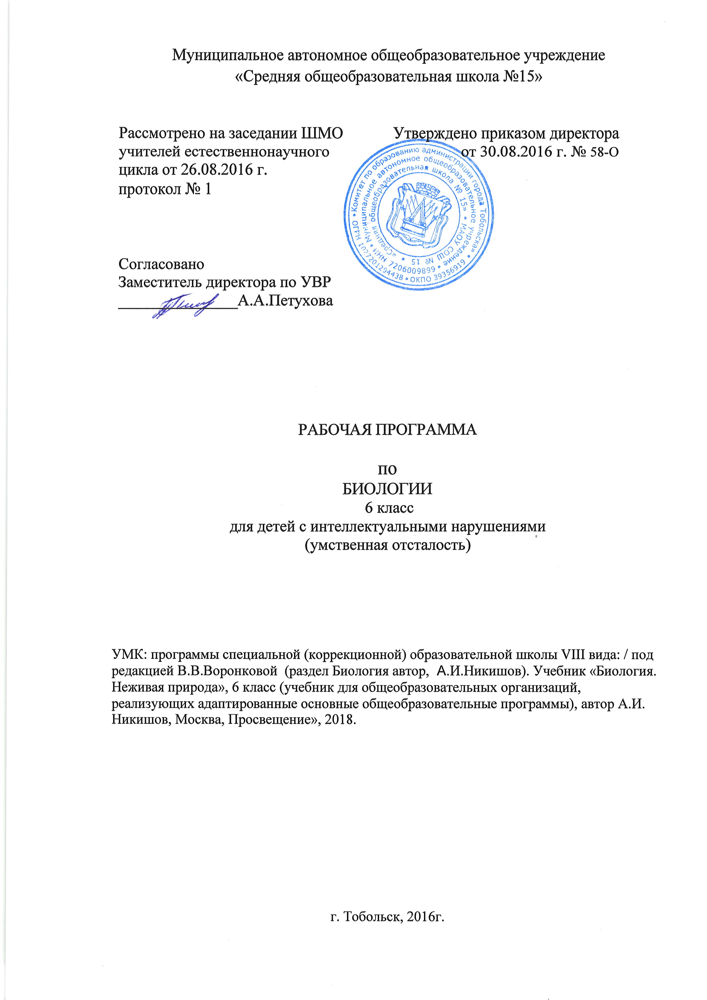 Муниципальное автономное общеобразовательное учреждение
«Средняя общеобразовательная школа №15»
Рассмотрено на заседании ШМО
учителей естественнонаучного
цикла от 26.08.2016 г.
протокол № 1
Утверждено приказом директора
от 30.08.2016 г. № 58-О
Комитет по образованию администрации города Тобольска» * ОКПО 39356919 * ОГРН 1027201294438 *
Муниципальное автономное общеобразовательное учреждение * ИНН 7206009899 *
«Средняя общеобразовательная школа № 15» * МАОУ СОШ № 15 *
Согласовано
Заместитель директора по УВР
_______________А.А.Петухова
РАБОЧАЯ ПРОГРАММА
по
БИОЛОГИИ
6 класс
для детей с интеллектуальными нарушениями
(умственная отсталость)
УМК: программы специальной (коррекционной) образовательной школы VIII вида: / под
редакцией В.В.Воронковой (раздел Биология автор, А.И.Никишов). Учебник «Биология.
Неживая природа», 6 класс (учебник для общеобразовательных организаций,
реализующих адаптированные основные общеобразовательные программы), автор А.И.
Никишов, Москва, Просвещение», 2018.
г. Тобольск, 2016г.